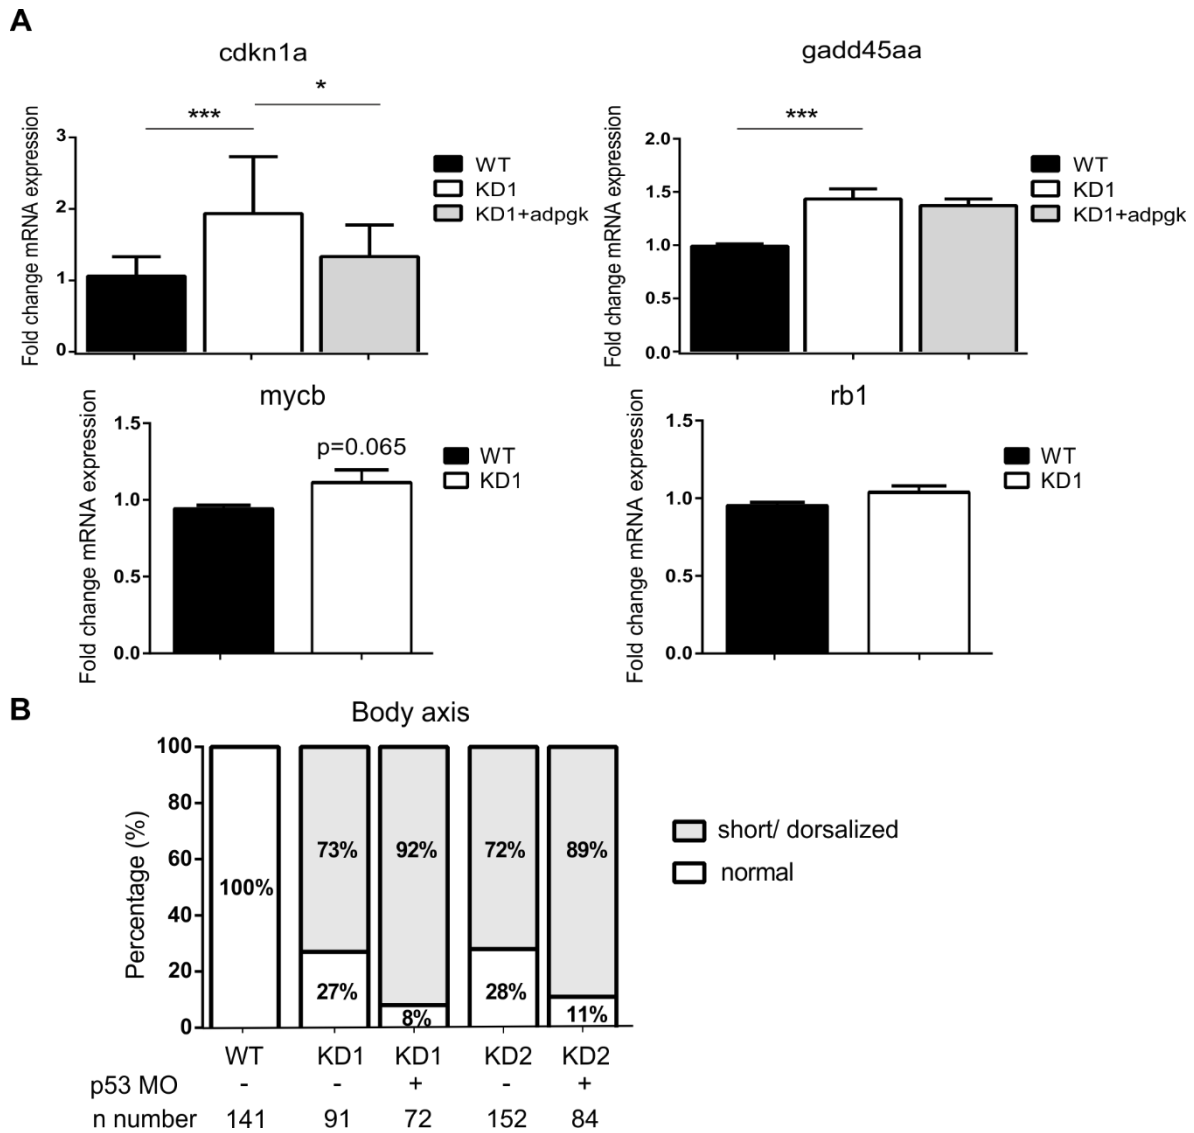 A
cdkn1a
***
*
Fold change mRNA expression
3
2
1
0
WT
KD1
KD1+adpgk
gadd45aa
***
Fold change mRNA expression
2.0
1.5
1.0
0.5
0.0
WT
KD1
KD1+adpgk
mycb
p=0.065
Fold change mRNA expression
1.5
1.0
0.5
0.0
WT
KD1
rb1
Fold change mRNA expression
1.5
1.0
0.5
0.0
WT
KD1
B
Body axis
Percentage (%)
100
80
60
40
20
0
100%
73%
92%
72%
89%
27%
8%
28%
11%
short/ dorsalized
normal
WT KD1 KD1 KD2 KD2
p53 MO - - + - +
n number 141 91 72 152 84